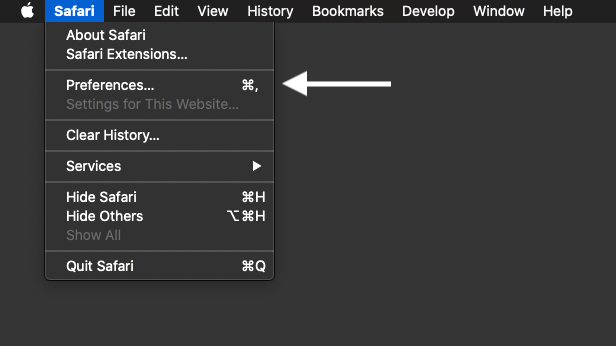 Safari File Edit View History Bookmarks Develop Window Help
About Safari
Safari Extensions...
Preferences... ⌘,
Settings for This Website...
Clear History...
Services
Hide Safari ⌘H
Hide Others ⌥⌘H
Show All
Quit Safari ⌘Q